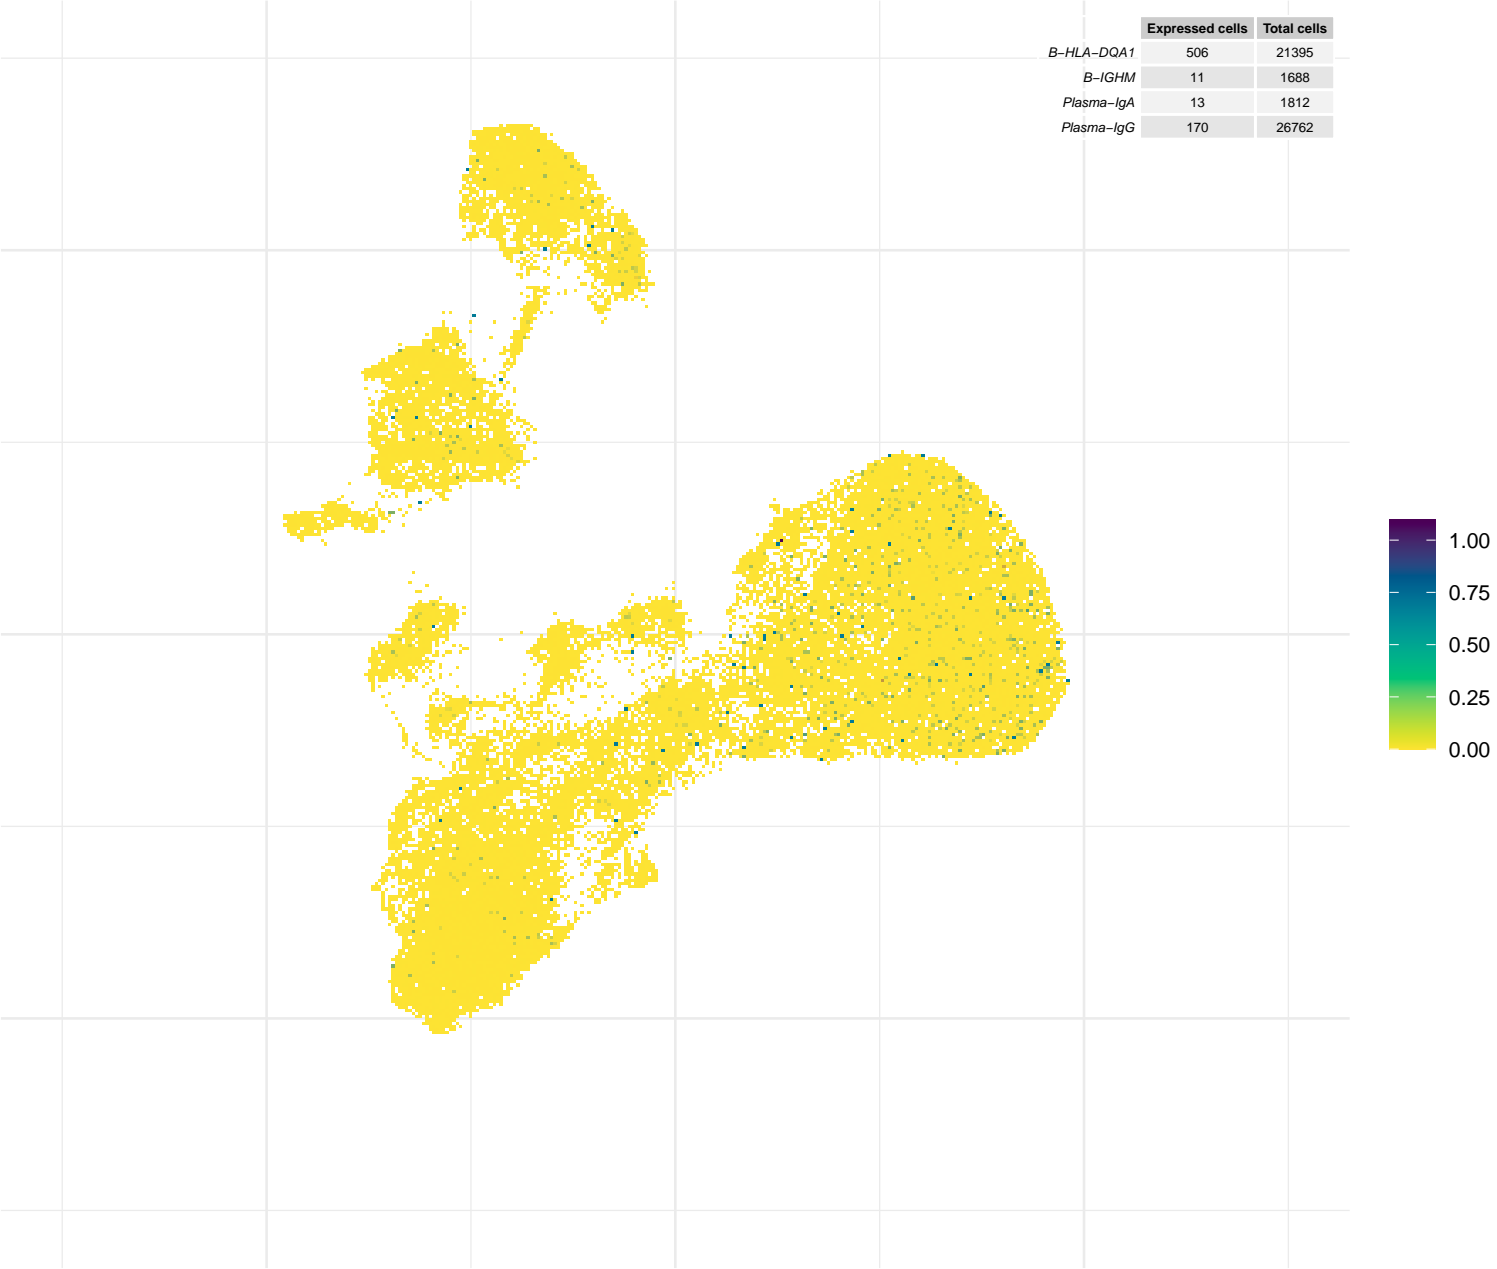 Expressed cells Total cells
B−HLA−DQA1 506 21395
B−IGHM 11 1688
Plasma−IgA 13 1812
Plasma−IgG 170 26762
1.00
0.75
0.50
0.25
0.00